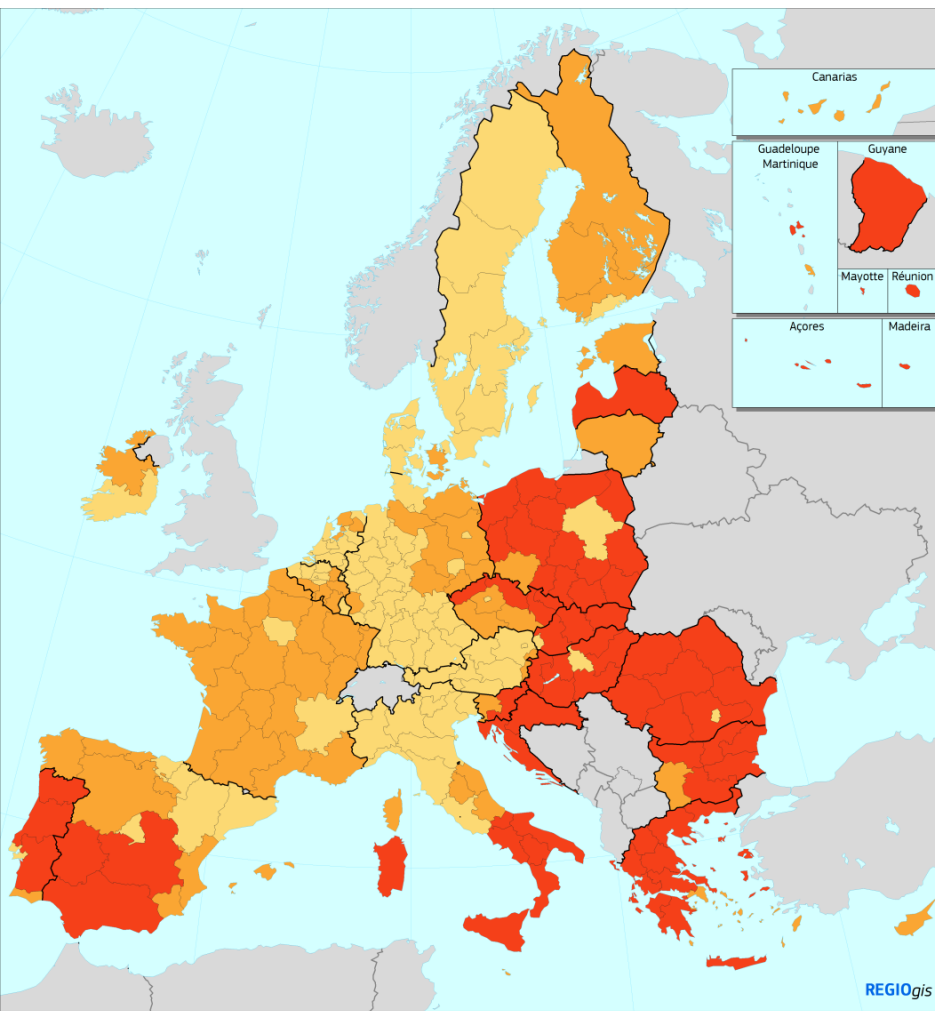 Canarias
Guadeloupe
Martinique
Guyane
Mayotte
Réunion
Açores
Madeira
REGIOgis